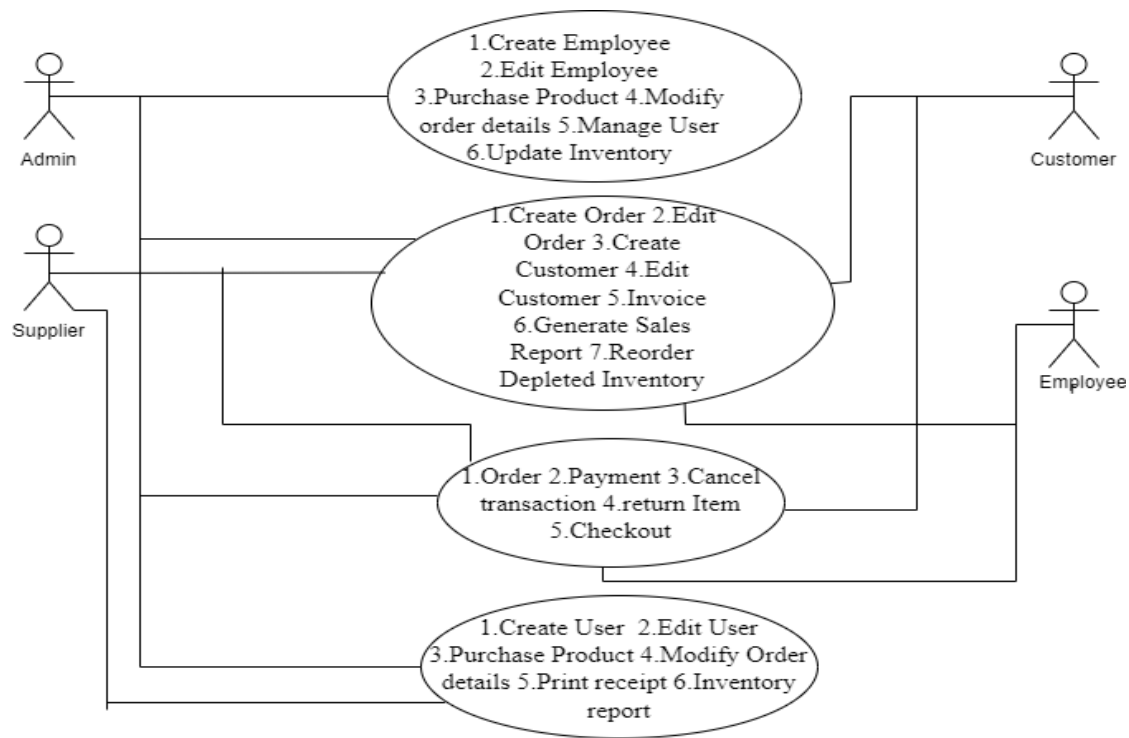 1.Create Employee
2.Edit Employee
3.Purchase Product 4.Modify
order details 5.Manage User
6.Update Inventory
Admin
Customer
1.Create Order 2.Edit
Order 3.Create
Customer 4.Edit
Customer 5.Invoice
6.Generate Sales
Report 7.Reorder
Depleted Inventory
Supplier
Employee
1.Order 2.Payment 3.Cancel
transaction 4.return Item
5.Checkout
1.Create User 2.Edit User
3.Purchase Product 4.Modify Order
details 5.Print receipt 6.Inventory
report